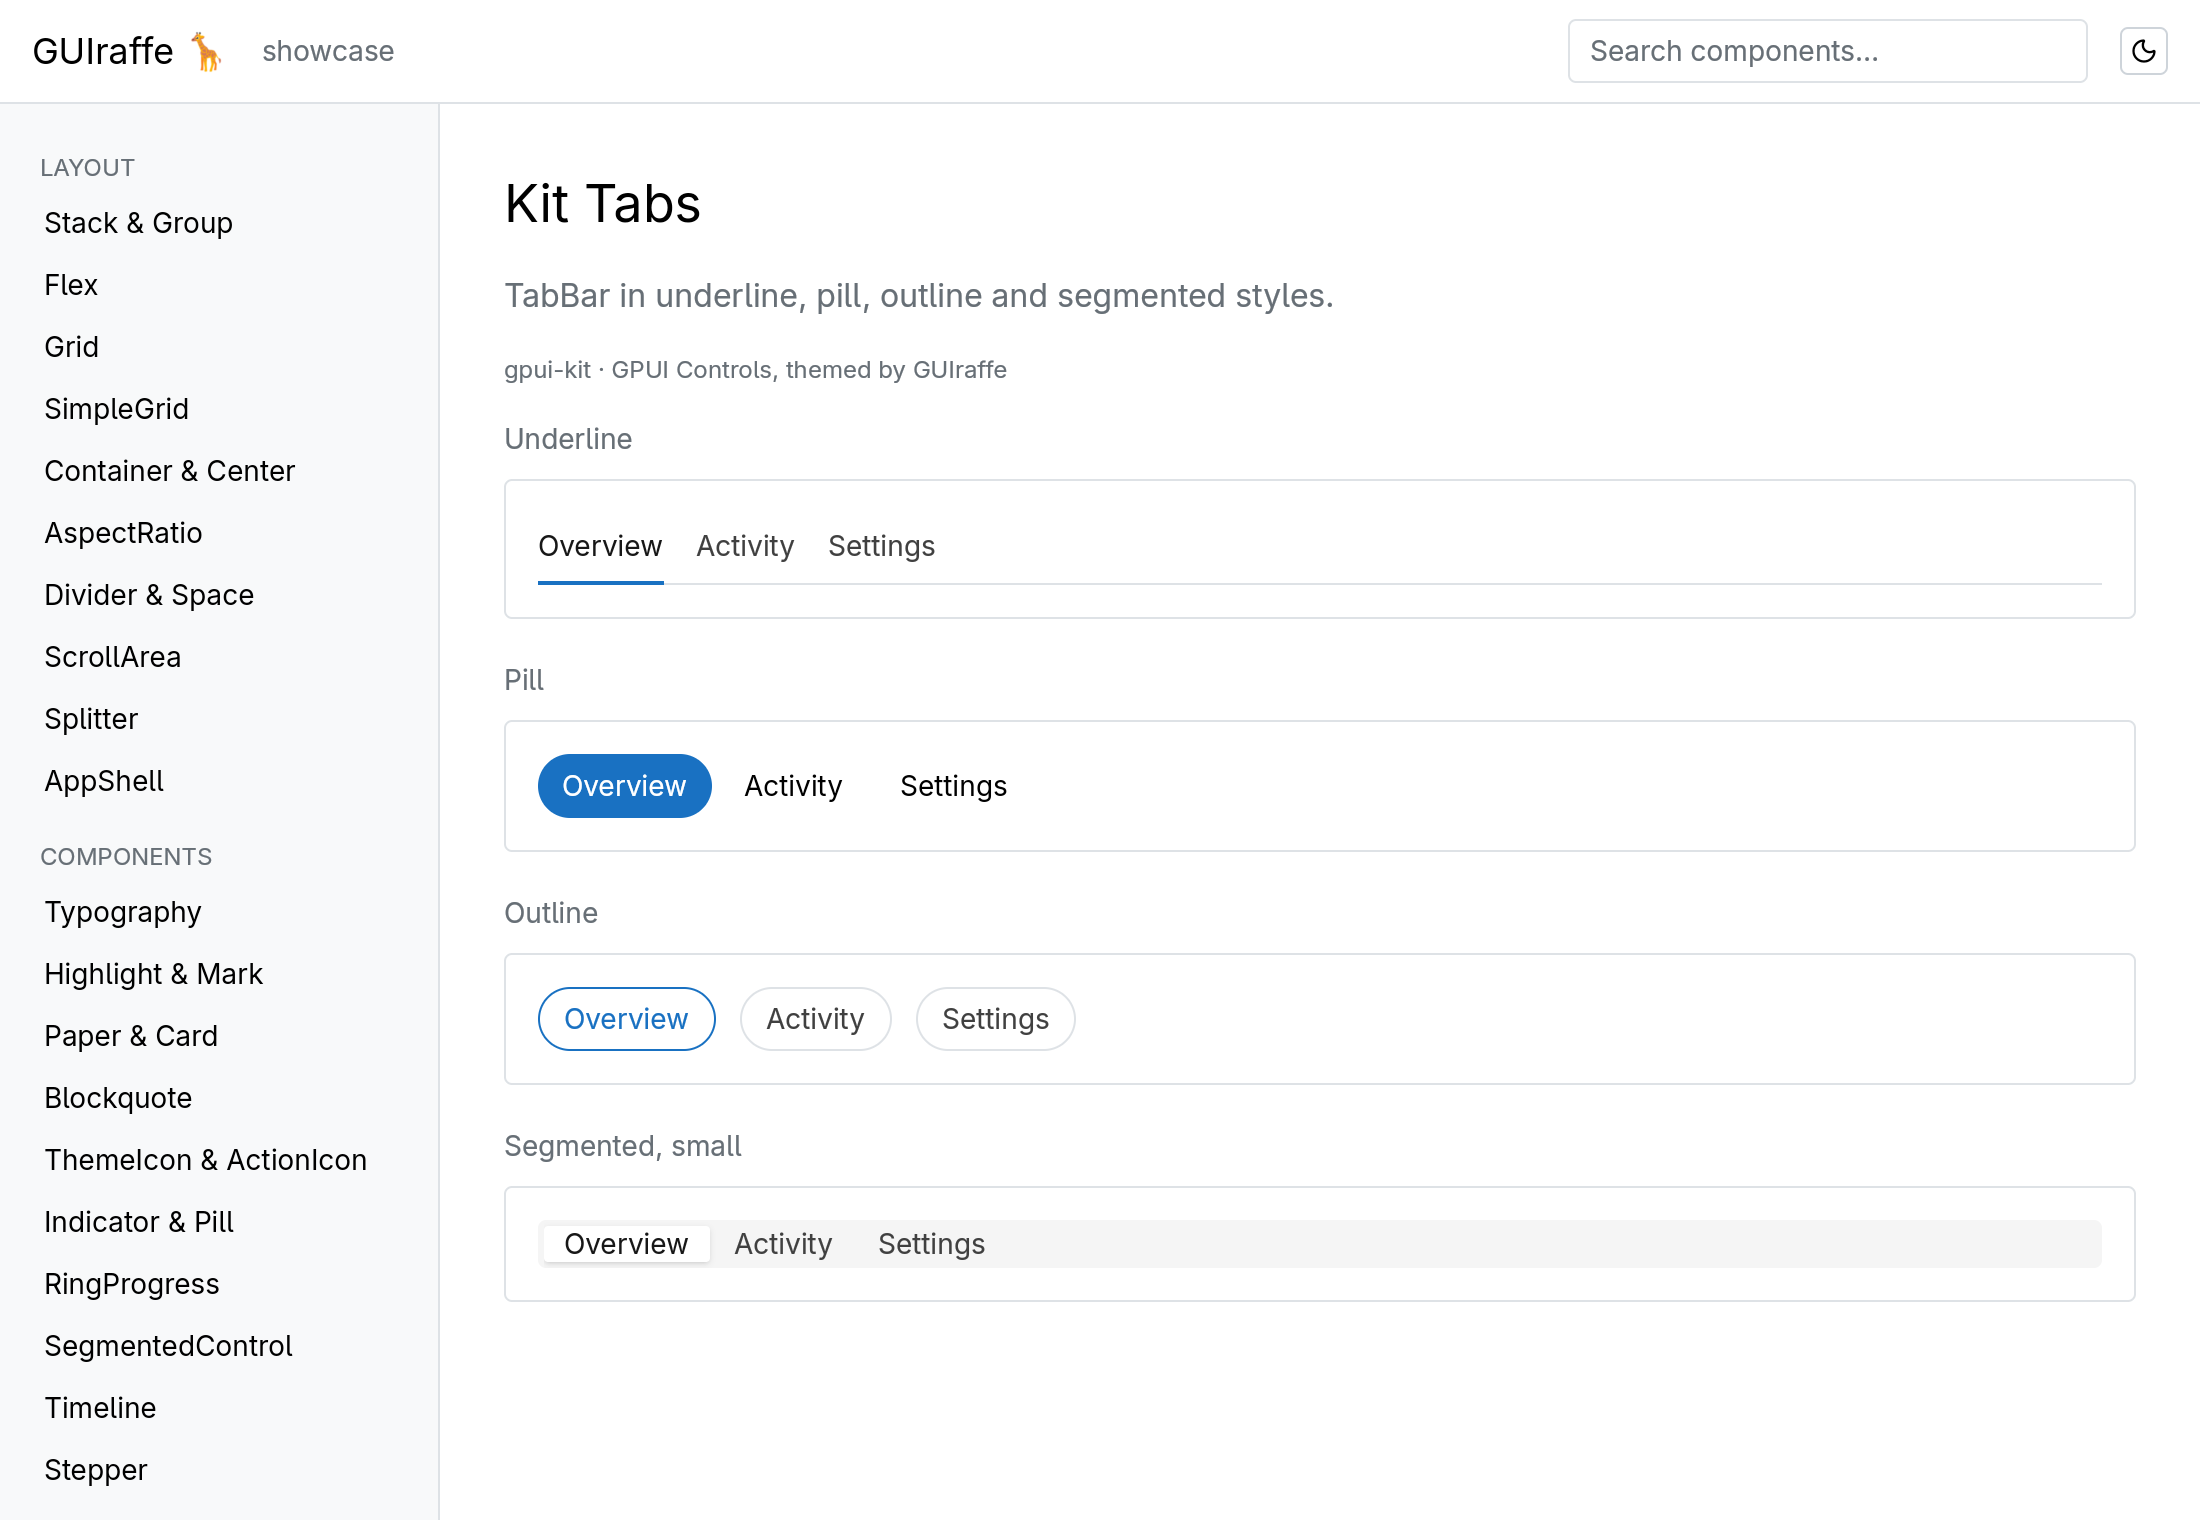 GUIraffe 🦒 showcase
Search components...
LAYOUT
Stack & Group
Flex
Grid
SimpleGrid
Container & Center
AspectRatio
Divider & Space
ScrollArea
Splitter
AppShell
COMPONENTS
Typography
Highlight & Mark
Paper & Card
Blockquote
ThemeIcon & ActionIcon
Indicator & Pill
RingProgress
SegmentedControl
Timeline
Stepper
Kit Tabs
TabBar in underline, pill, outline and segmented styles.
gpui-kit · GPUI Controls, themed by GUIraffe
Underline
Overview Activity Settings
Pill
Overview Activity Settings
Outline
Overview Activity Settings
Segmented, small
Overview Activity Settings